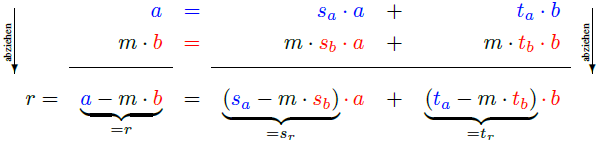 a = s_a · a + t_a · b
abziehen m · b = m · s_b · a + m · t_b · b abziehen
r = a − m · b = (s_a − m · s_b) · a + (t_a − m · t_b) · b
=r =s_r =t_r